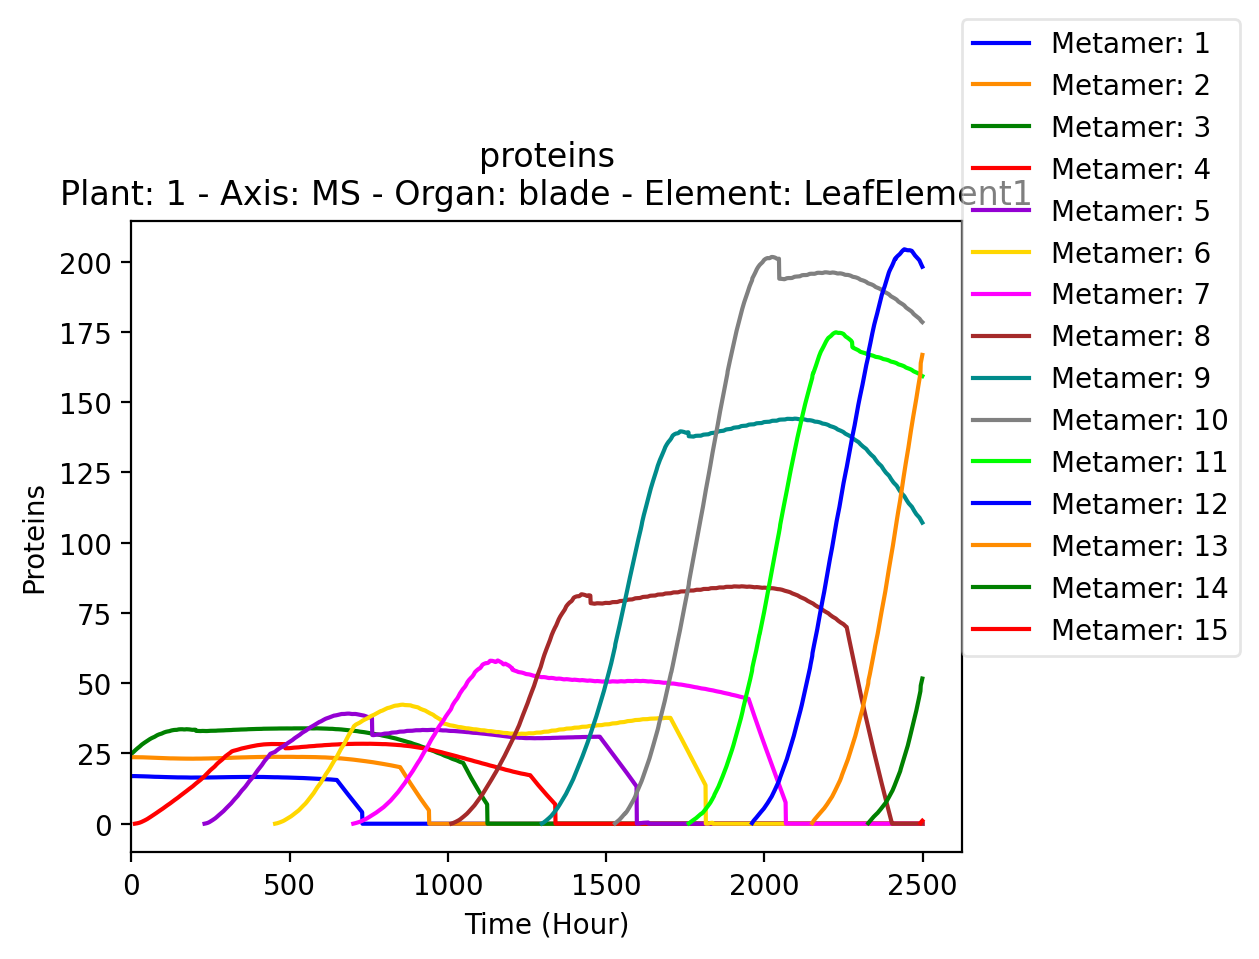 proteins
Plant: 1 - Axis: MS - Organ: blade - Element: LeafElement1
Metamer: 1
Metamer: 2
Metamer: 3
Metamer: 4
Metamer: 5
Metamer: 6
Metamer: 7
Metamer: 8
Metamer: 9
Metamer: 10
Metamer: 11
Metamer: 12
Metamer: 13
Metamer: 14
Metamer: 15
Proteins
200
175
150
125
100
75
50
25
0
0 500 1000 1500 2000 2500
Time (Hour)